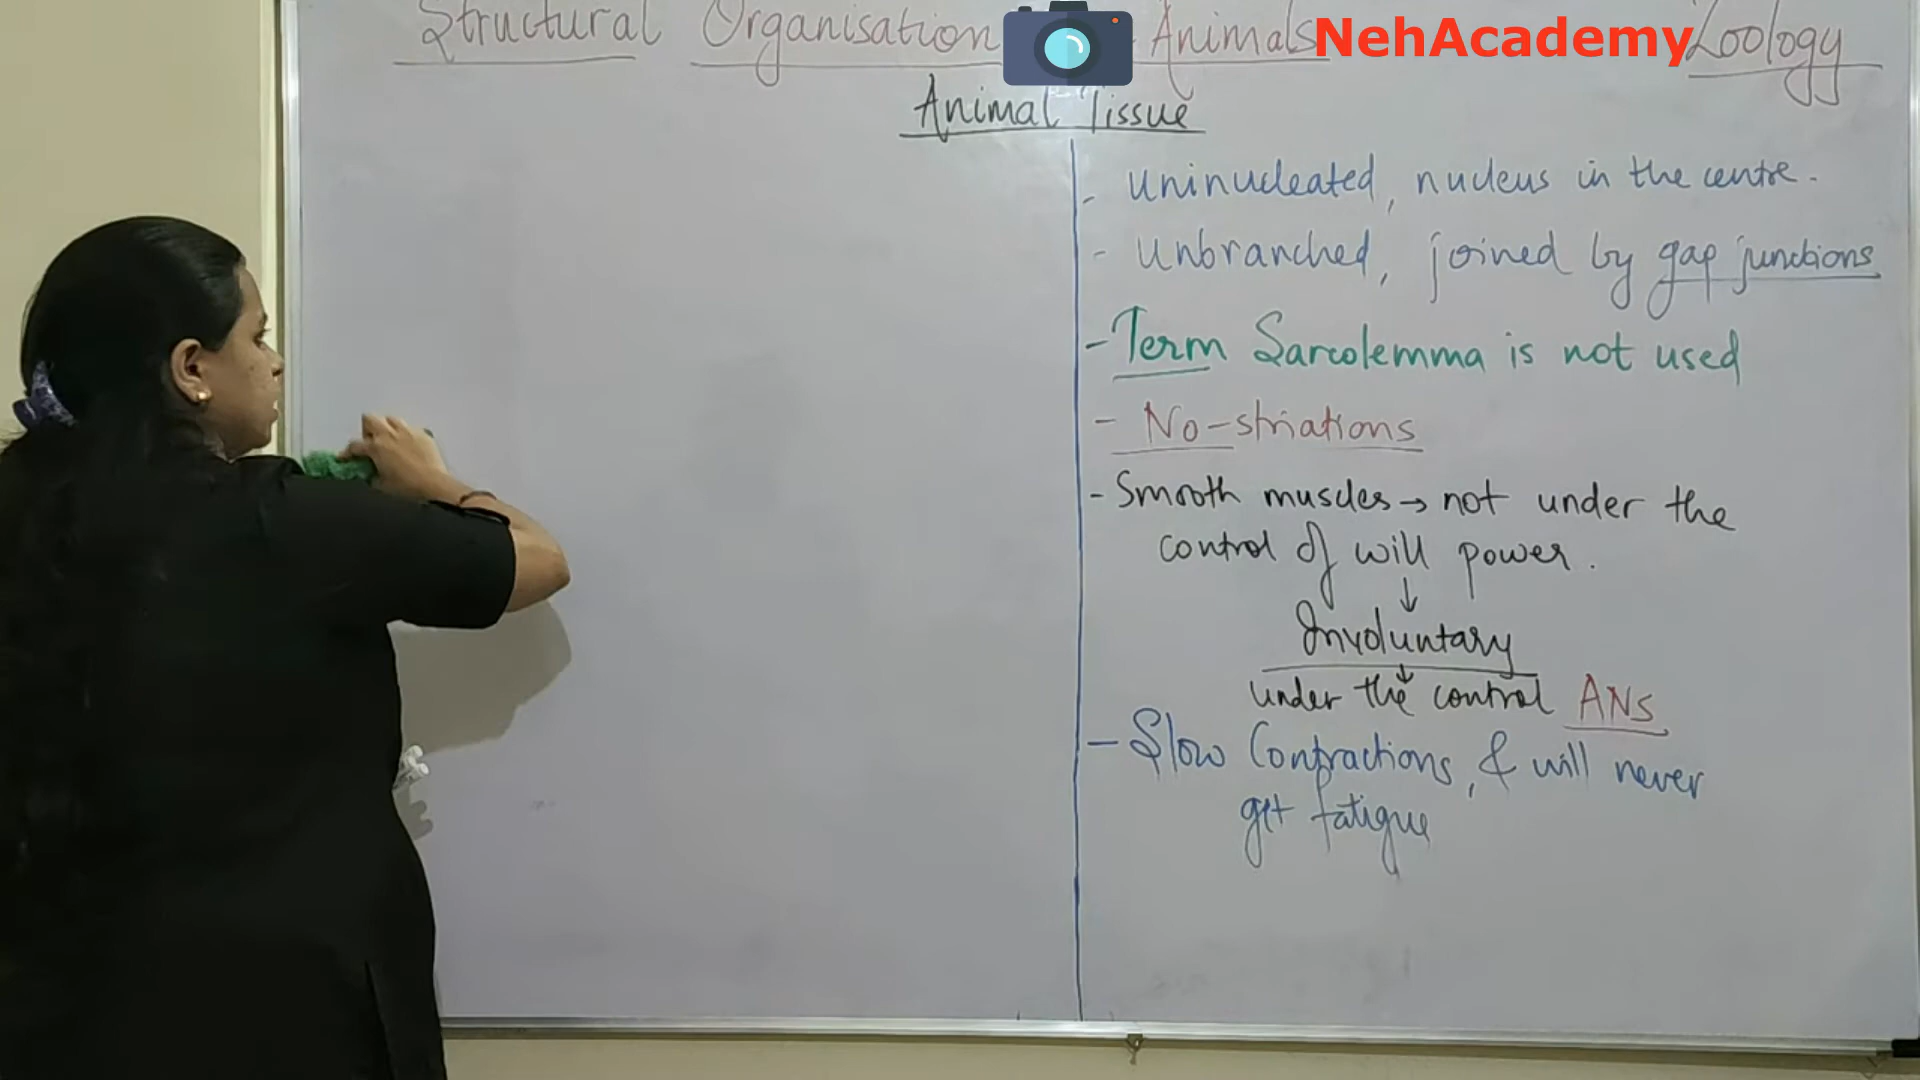 Structural Organisation Animals Zoology
NehAcademy
Animal Tissue
- Uninucleated, nucleus in the centre.
- Unbranched, joined by gap junctions
- Term Sarcolemma is not used
- No-striations
- Smooth muscles → not under the
control of will power.
↓
Involuntary
↓
under the control ANS
- Slow Contractions, & will never
get fatigue